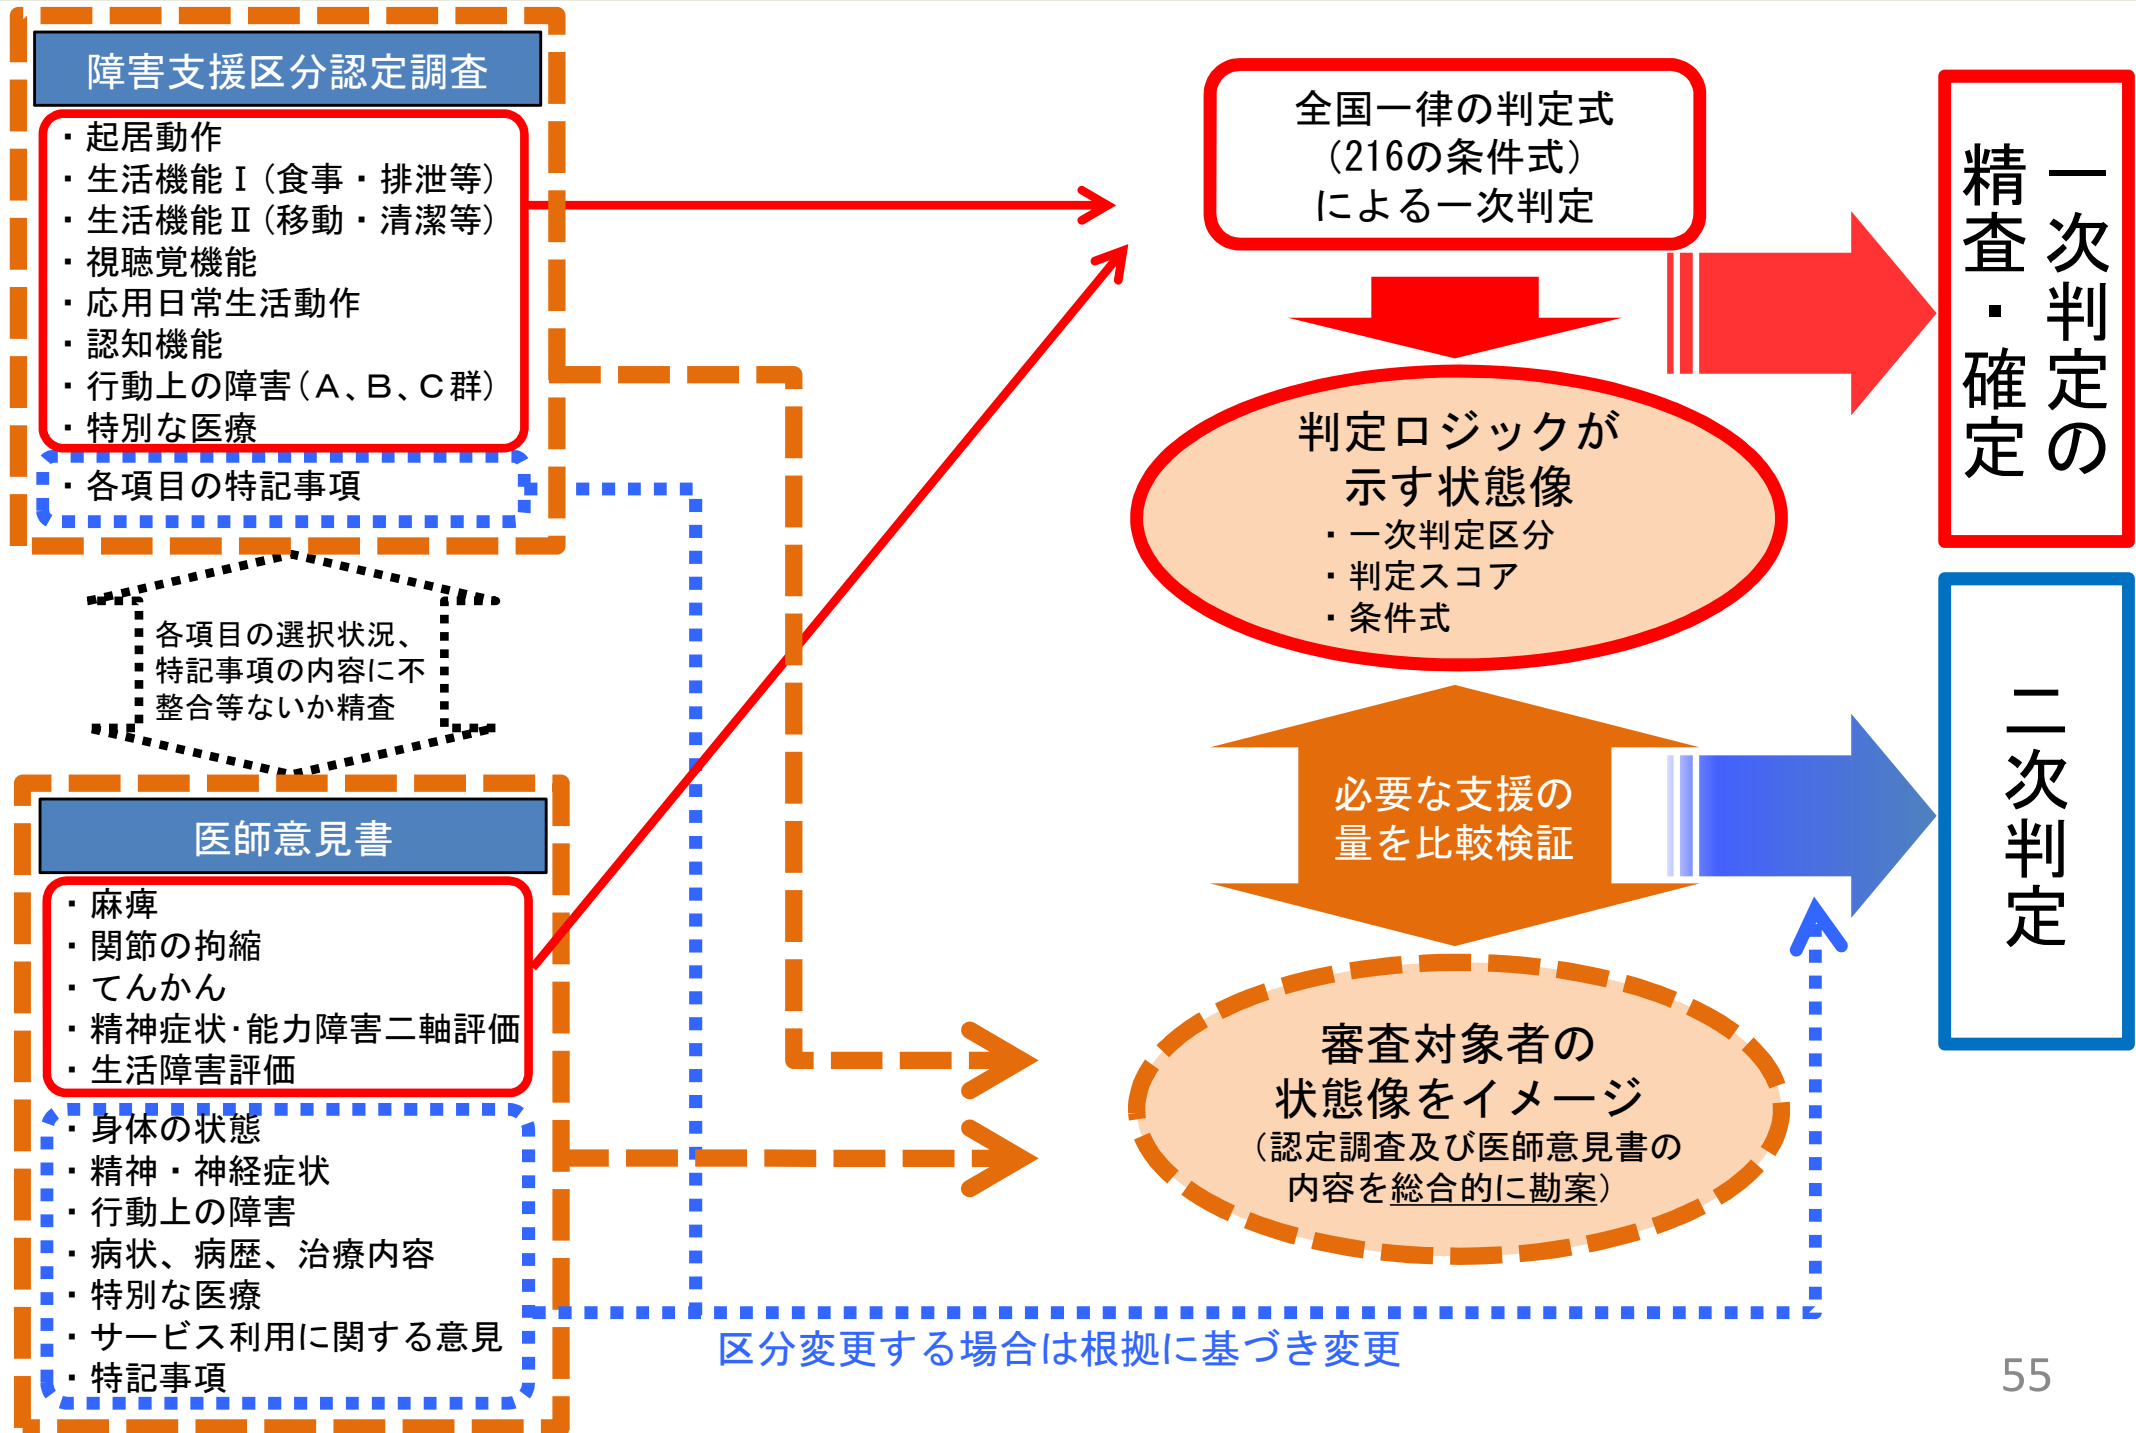 障害支援区分認定調査
・起居動作
・生活機能Ⅰ(食事・排泄等)
・生活機能Ⅱ(移動・清潔等)
・視聴覚機能
・応用日常生活動作
・認知機能
・行動上の障害(A、B、C群)
・特別な医療
・各項目の特記事項
各項目の選択状況、
特記事項の内容に不
整合等ないか精査
医師意見書
・麻痺
・関節の拘縮
・てんかん
・精神症状・能力障害二軸評価
・生活障害評価
・身体の状態
・精神・神経症状
・行動上の障害
・病状、病歴、治療内容
・特別な医療
・サービス利用に関する意見
・特記事項
全国一律の判定式
(216の条件式)
による一次判定
判定ロジックが
示す状態像
・一次判定区分
・判定スコア
・条件式
必要な支援の
量を比較検証
審査対象者の
状態像をイメージ
(認定調査及び医師意見書の
内容を総合的に勘案)
区分変更する場合は根拠に基づき変更
一次判定の
精査・確定
二次判定
55